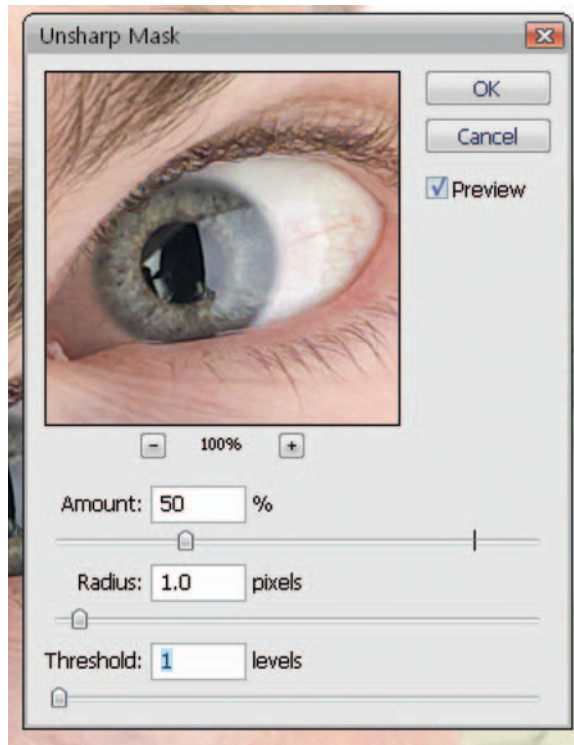 Unsharp Mask
OK
Cancel
Preview
- 100% +
Amount: 50 %
Radius: 1.0 pixels
Threshold: 1 levels